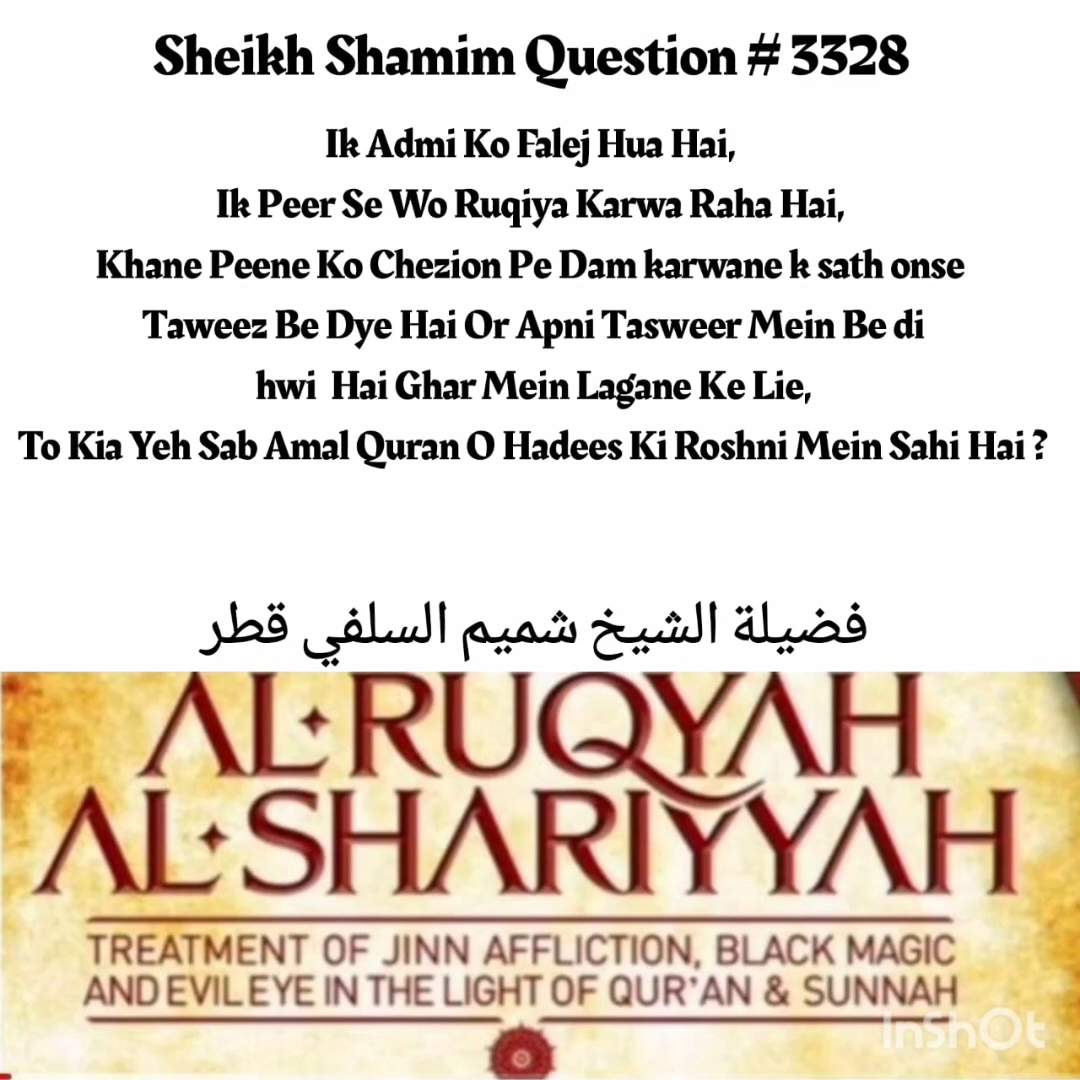 Sheikh Shamim Question # 3328
Ik Admi Ko Falej Hua Hai,
Ik Peer Se Wo Ruqiya Karwa Raha Hai,
Khane Peene Ko Chezion Pe Dam karwane k sath onse
Taweez Be Dye Hai Or Apni Tasweer Mein Be di
hwi Hai Ghar Mein Lagane Ke Lie,
To Kia Yeh Sab Amal Quran O Hadees Ki Roshni Mein Sahi Hai ?
فضيلة الشيخ شميم السلفي قطر
AL·RUQYAH
AL·SHARIYYAH
TREATMENT OF JINN AFFLICTION, BLACK MAGIC
AND EVIL EYE IN THE LIGHT OF QUR'AN & SUNNAH
InShOt